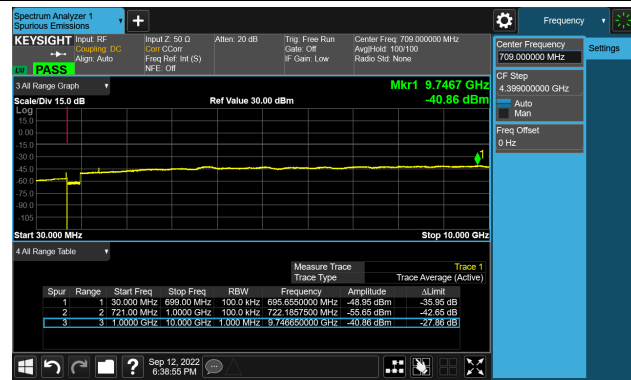 Spectrum Analyzer 1
Spurious Emissions
Frequency
KEYSIGHT
Input: RF
Coupling: DC
Align: Auto
Input Z: 50 Ω
Corr CCorr
Freq Ref: Int (S)
NFE: Off
Atten: 20 dB
Trig: Free Run
Gate: Off
IF Gain: Low
Center Freq: 709.000000 MHz
Avg|Hold: 100/100
Radio Std: None
PASS
Center Frequency
709.000000 MHz
Settings
CF Step
4.399000000 GHz
Auto
Man
Freq Offset
0 Hz
3 All Range Graph
Mkr1 9.7467 GHz
Scale/Div 15.0 dB
Ref Value 30.00 dBm
-40.86 dBm
Log
15.0
0.00
-15.0
-30.0
-45.0
-60.0
-75.0
-90.0
-105
1
Start 30.000 MHz
Stop 10.000 GHz
4 All Range Table
Measure Trace Trace 1
Trace Type Trace Average (Active)
Spur Range Start Freq Stop Freq RBW Frequency Amplitude ΔLimit
1 1 30.000 MHz 699.00 MHz 100.0 kHz 695.6550000 MHz -48.95 dBm -35.95 dB
2 2 721.00 MHz 1.0000 GHz 100.0 kHz 722.1857500 MHz -55.65 dBm -42.65 dB
3 3 1.0000 GHz 10.000 GHz 1.000 MHz 9.746650000 GHz -40.86 dBm -27.86 dB
Sep 12, 2022
6:38:55 PM